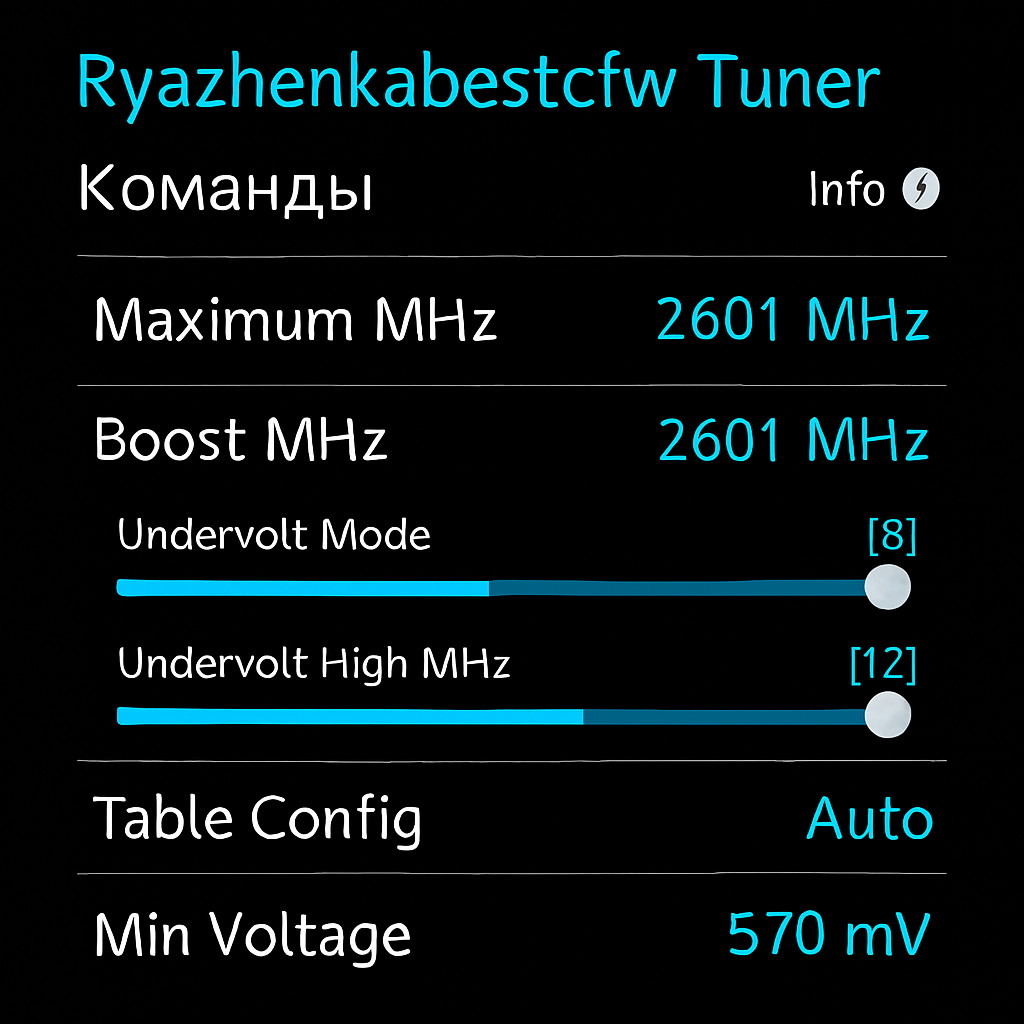 Ryazhenkabestcfw Tuner
Команды Info
Maximum MHz 2601 MHz
Boost MHz 2601 MHz
Undervolt Mode [8]
Undervolt High MHz [12]
Table Config Auto
Min Voltage 570 mV